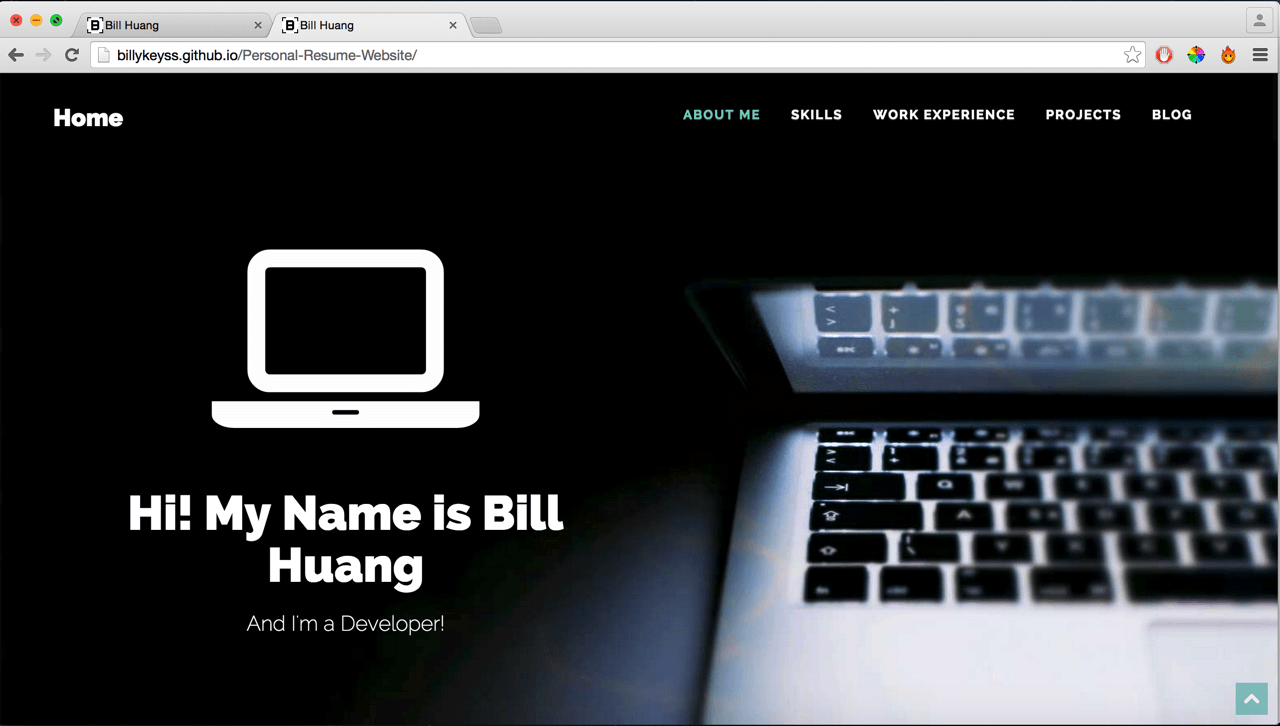 B Bill Huang
B Bill Huang
billykeyss.github.io/Personal-Resume-Website/
Home
ABOUT ME SKILLS WORK EXPERIENCE PROJECTS BLOG
Hi! My Name is Bill
Huang
And I'm a Developer!